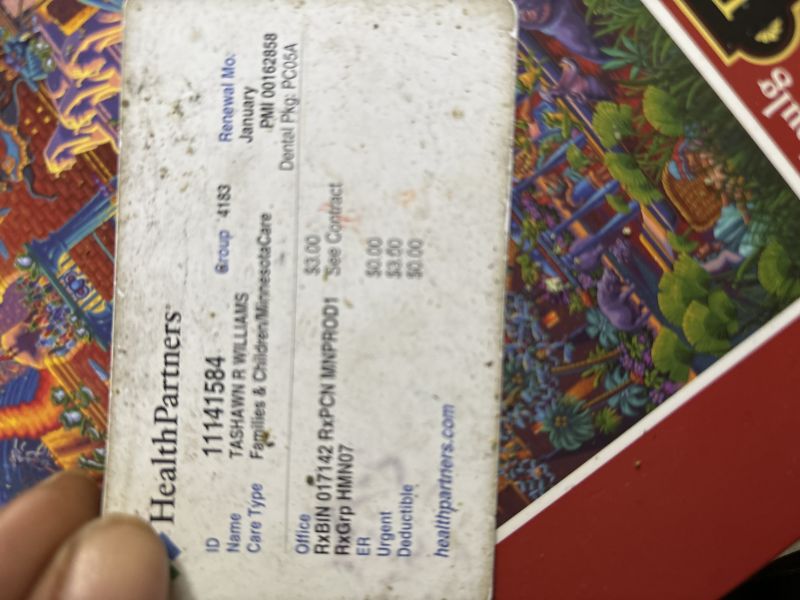 HealthPartners
ID 11141584 Group 4183 Renewal Mo:
Name TASHAWN R WILLIAMS January
Care Type Families & Children/MinnesotaCare PMI 00162858
Dental Pkg: PC05A
Office $3.00
RxBIN 017142 RxPCN MNPROD1 See Contract
RxGrp HMN07
ER $0.00
Urgent $3.00
Deductible $0.00
healthpartners.com